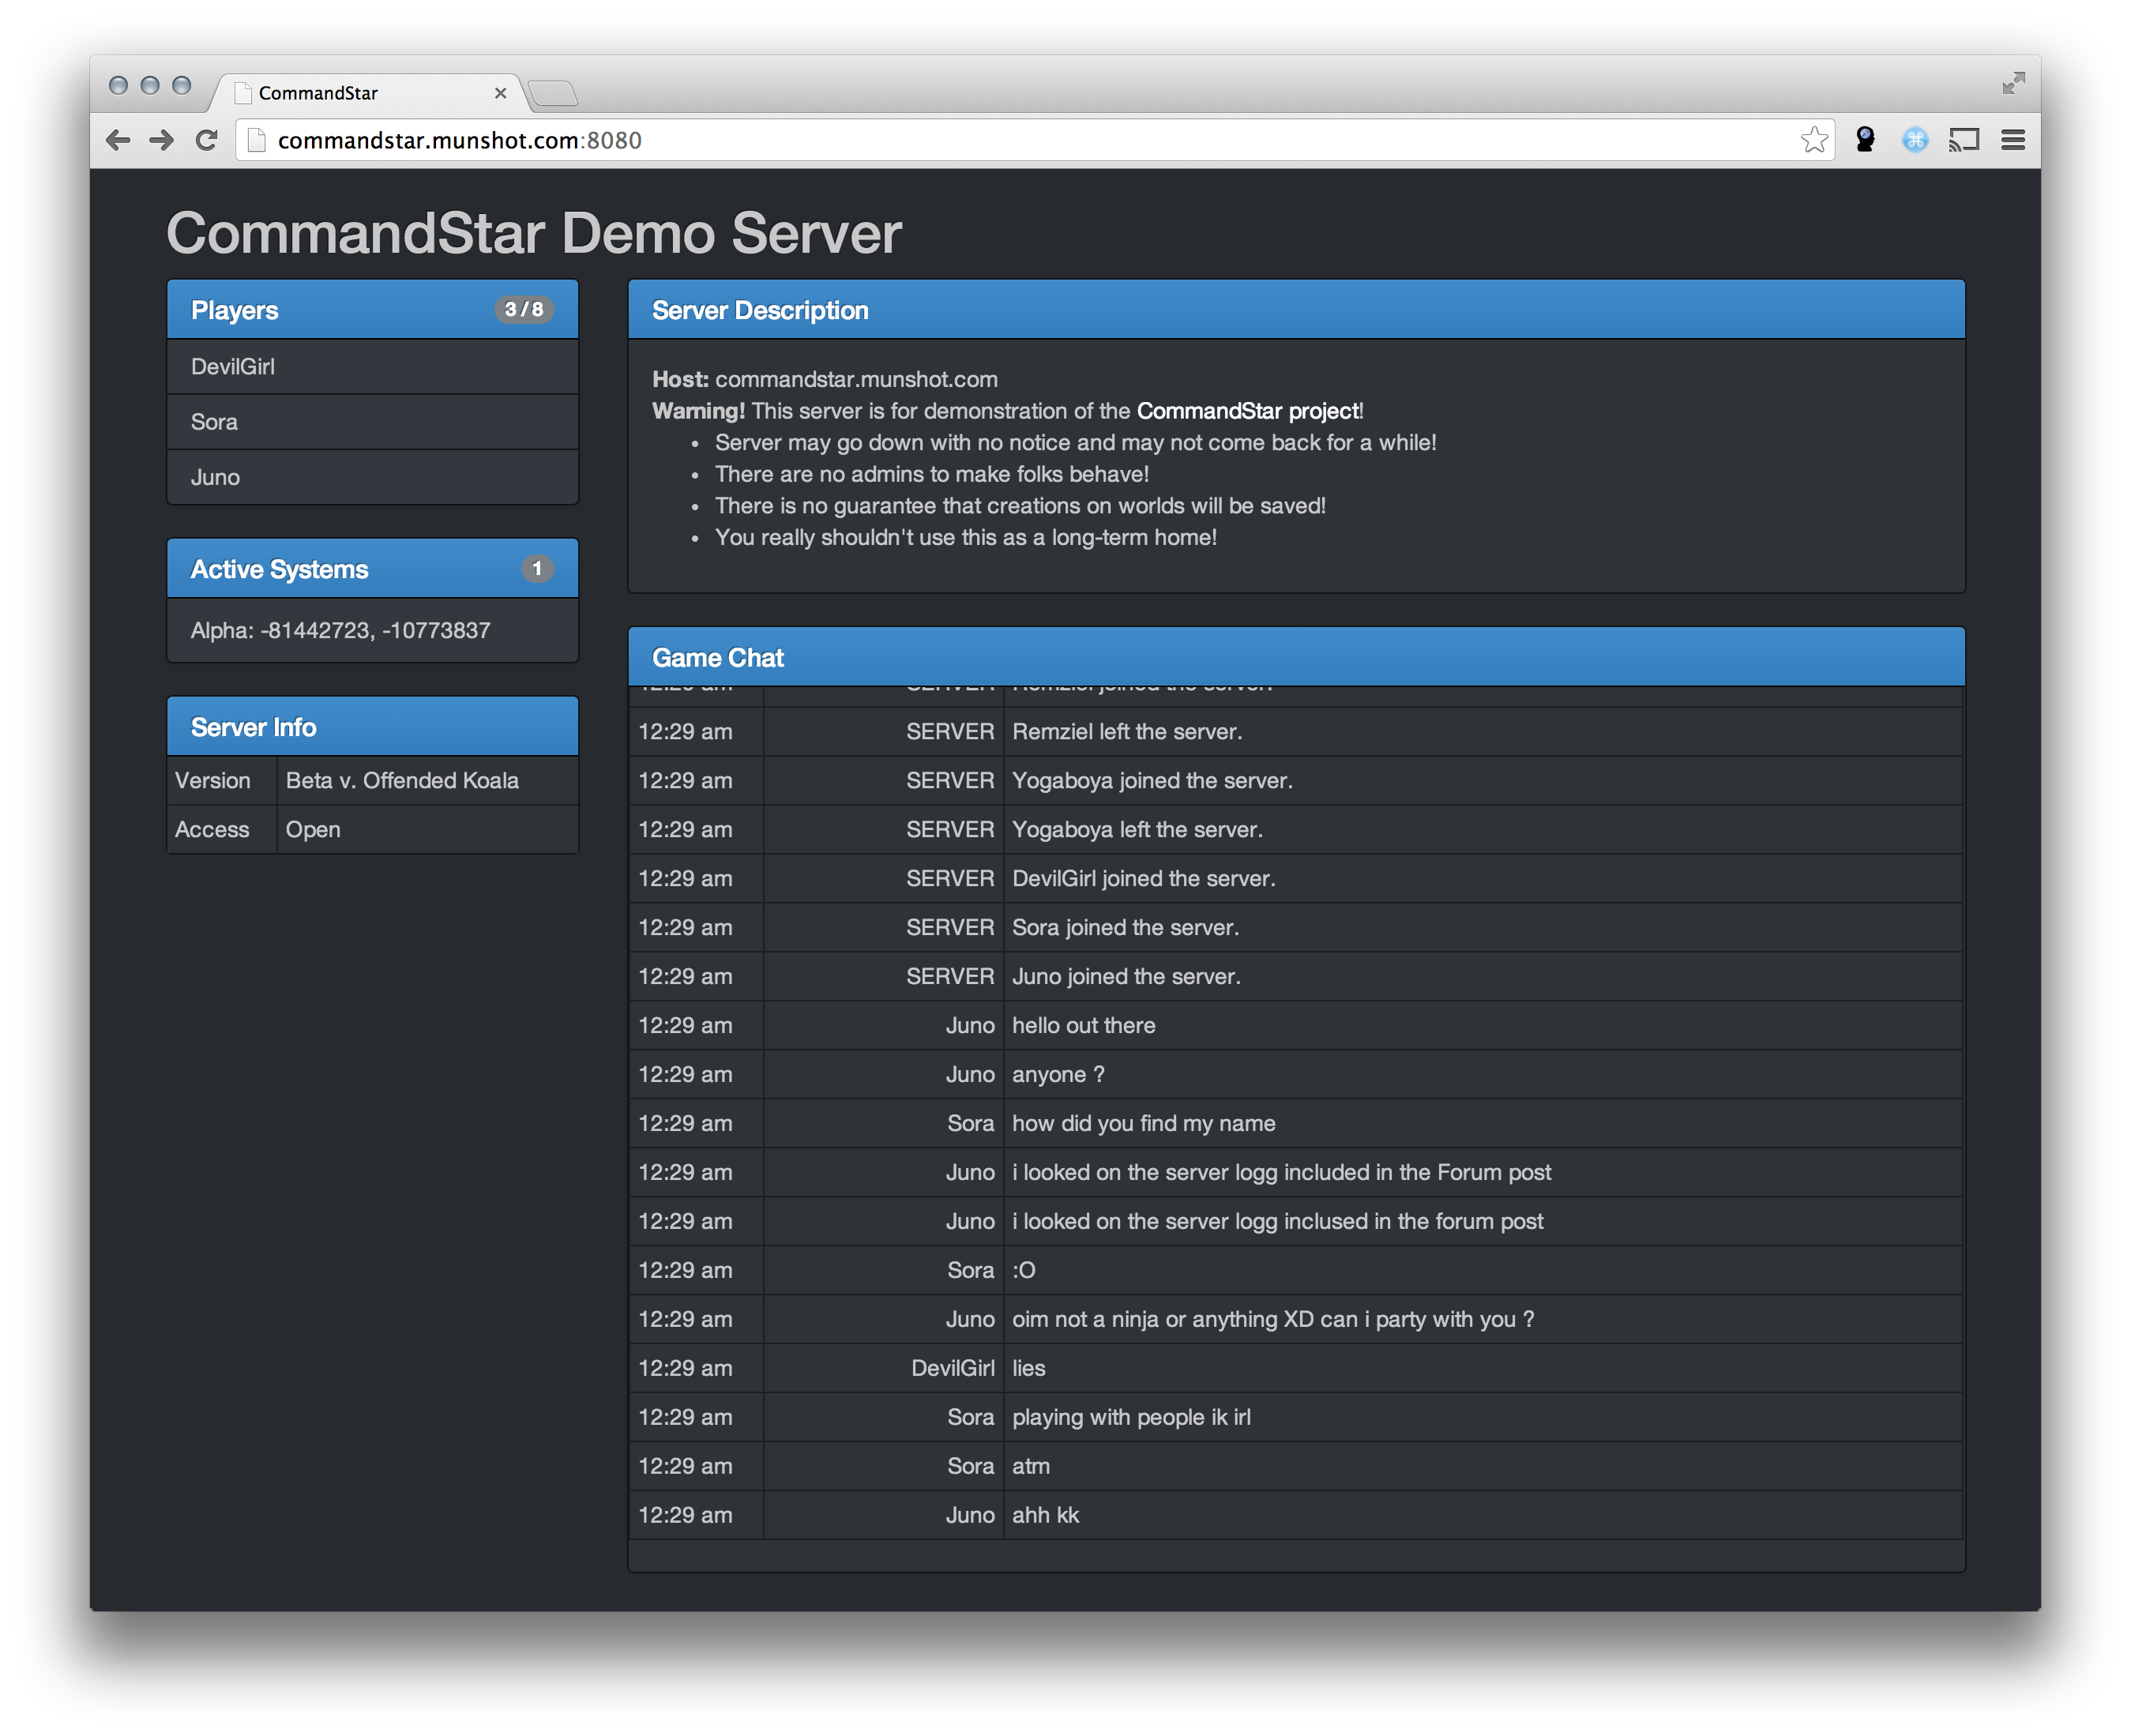 CommandStar
commandstar.munshot.com:8080
CommandStar Demo Server
Players 3 / 8
DevilGirl
Sora
Juno
Active Systems 1
Alpha: -81442723, -10773837
Server Info
Version Beta v. Offended Koala
Access Open
Server Description
Host: commandstar.munshot.com
Warning! This server is for demonstration of the CommandStar project!
• Server may go down with no notice and may not come back for a while!
• There are no admins to make folks behave!
• There is no guarantee that creations on worlds will be saved!
• You really shouldn't use this as a long-term home!
Game Chat
12:29 am SERVER Remziel joined the server.
12:29 am SERVER Remziel left the server.
12:29 am SERVER Yogaboya joined the server.
12:29 am SERVER Yogaboya left the server.
12:29 am SERVER DevilGirl joined the server.
12:29 am SERVER Sora joined the server.
12:29 am SERVER Juno joined the server.
12:29 am Juno hello out there
12:29 am Juno anyone ?
12:29 am Sora how did you find my name
12:29 am Juno i looked on the server logg included in the Forum post
12:29 am Juno i looked on the server logg inclused in the forum post
12:29 am Sora :O
12:29 am Juno oim not a ninja or anything XD can i party with you ?
12:29 am DevilGirl lies
12:29 am Sora playing with people ik irl
12:29 am Sora atm
12:29 am Juno ahh kk